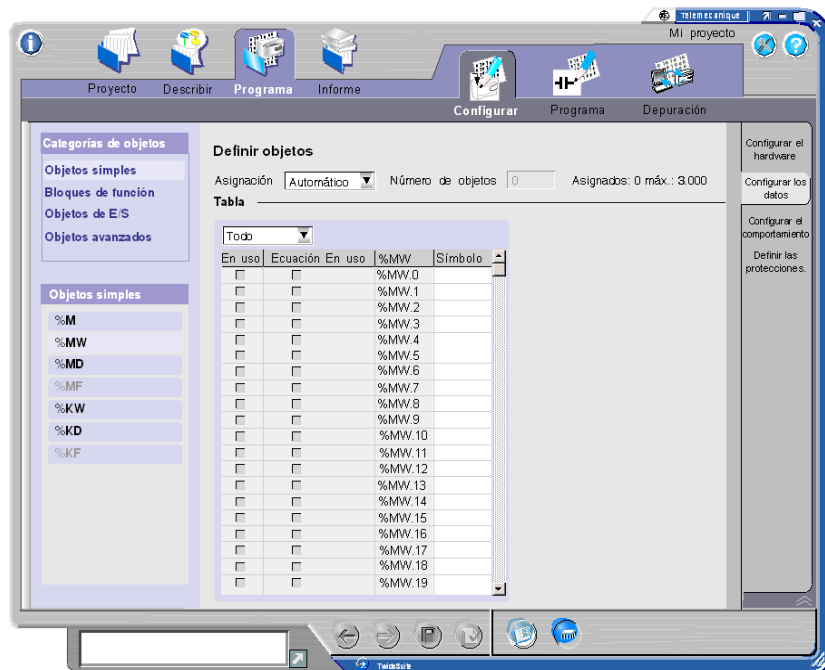 Telemecanique
Mi proyecto
Proyecto Describir Programa Informe
Configurar Programa Depuración
Categorías de objetos
Objetos simples
Bloques de función
Objetos de E/S
Objetos avanzados
Objetos simples
%M
%MW
%MD
%MF
%KW
%KD
%KF
Definir objetos
Asignación Automático Número de objetos 0 Asignados: 0 máx.: 3.000
Tabla
Todo
En uso Ecuación En uso %MW Símbolo
%MW.0
%MW.1
%MW.2
%MW.3
%MW.4
%MW.5
%MW.6
%MW.7
%MW.8
%MW.9
%MW.10
%MW.11
%MW.12
%MW.13
%MW.14
%MW.15
%MW.16
%MW.17
%MW.18
%MW.19
Configurar el
hardware
Configurar los
datos
Configurar el
comportamiento
Definir las
protecciones.
TwidoSuite